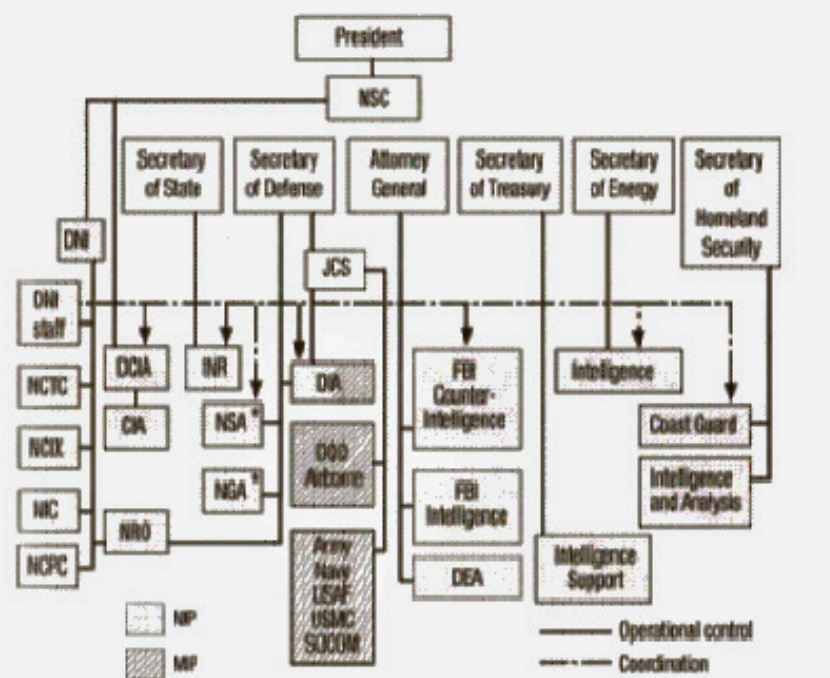 President
NSC
Secretary
of State
Secretary
of Defense
Attorney
General
Secretary
of Treasury
Secretary
of Energy
Secretary
of
Homeland
Security
DNI
JCS
DNI
staff
DCIA
INR
DIA
FBI
Counter-
Intelligence
Intelligence
NCTC
CIA
NSA*
Coast Guard
NCIX
DOD
Airborne
NGA*
FBI
Intelligence
Intelligence
and Analysis
NIC
NRO
NCPC
Army
Navy
USAF
USMC
SOCOM
DEA
Intelligence
Support
NIP
MIP
Operational control
Coordination